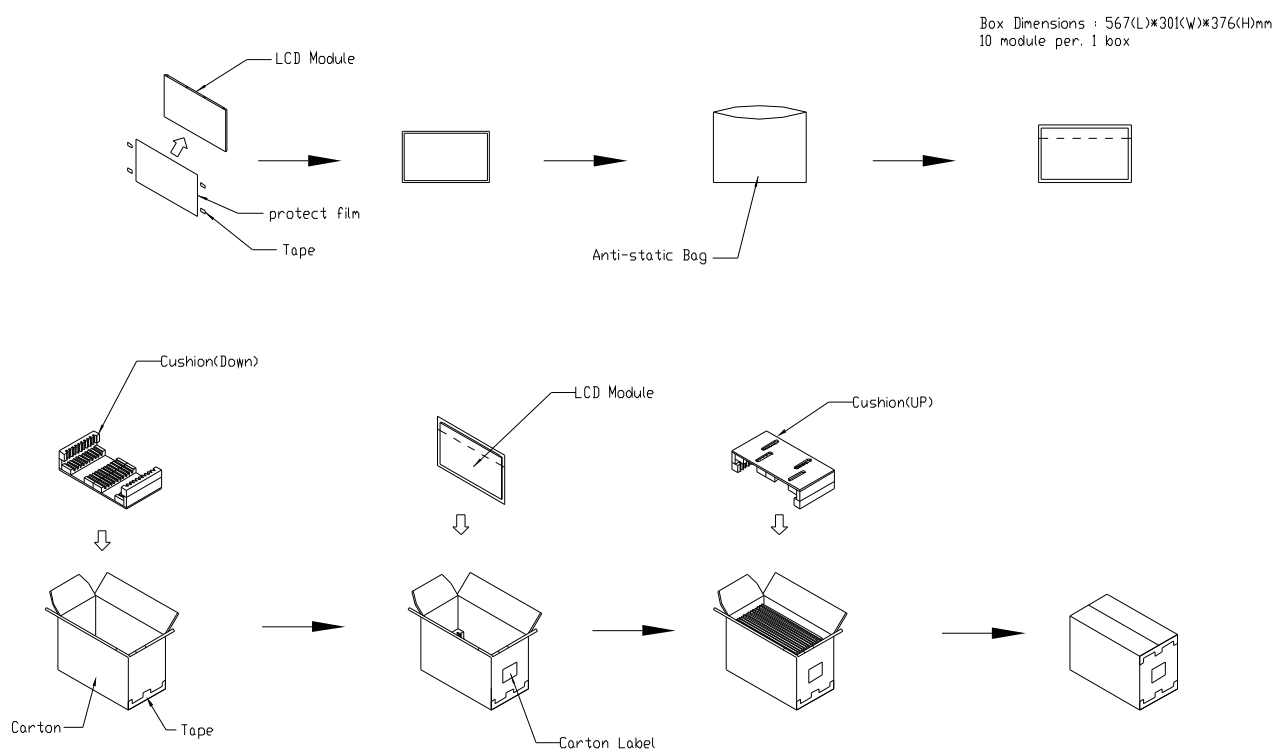 Box Dimensions : 567(L)*301(W)*376(H)mm
10 module per. 1 box
LCD Module
protect film
Tape
Anti-static Bag
Cushion(Down)
LCD Module
Cushion(UP)
Carton
Tape
Carton Label